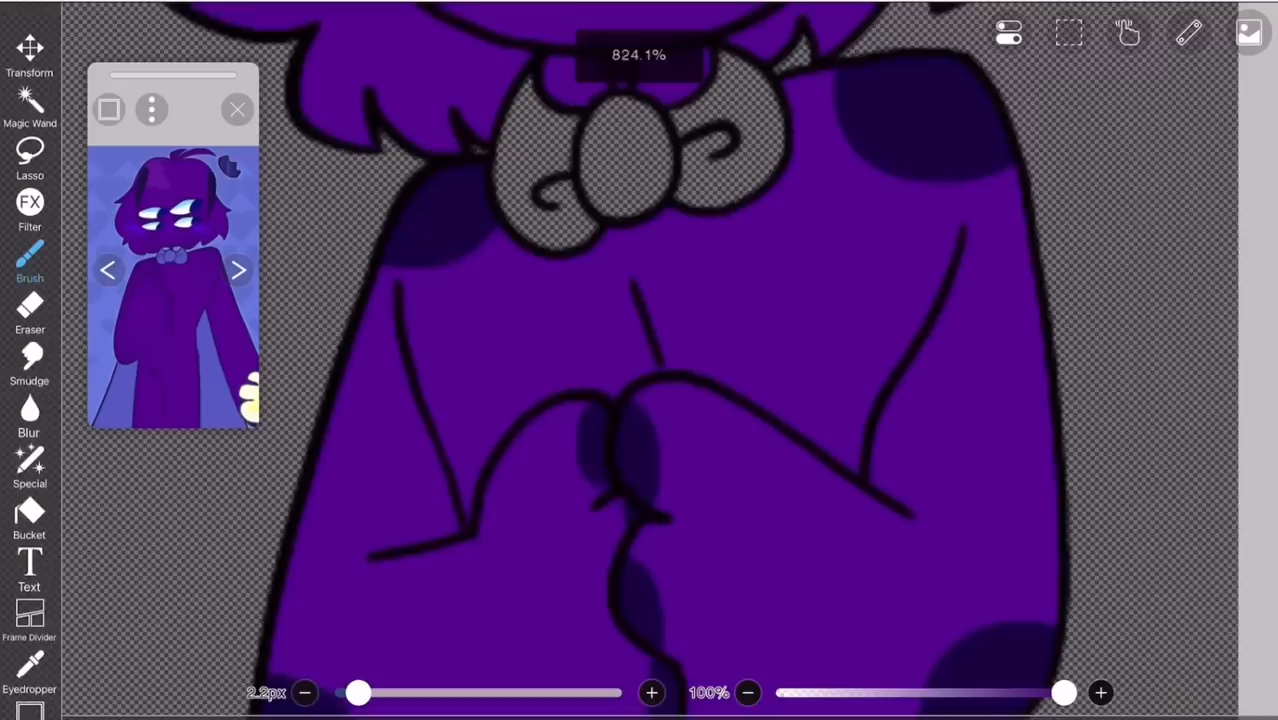 824.1%
Transform
Magic Wand
Lasso
FX
Filter
Brush
Eraser
Smudge
Blur
Special
Bucket
T
Text
Frame Divider
Eyedropper
2.2px
100%